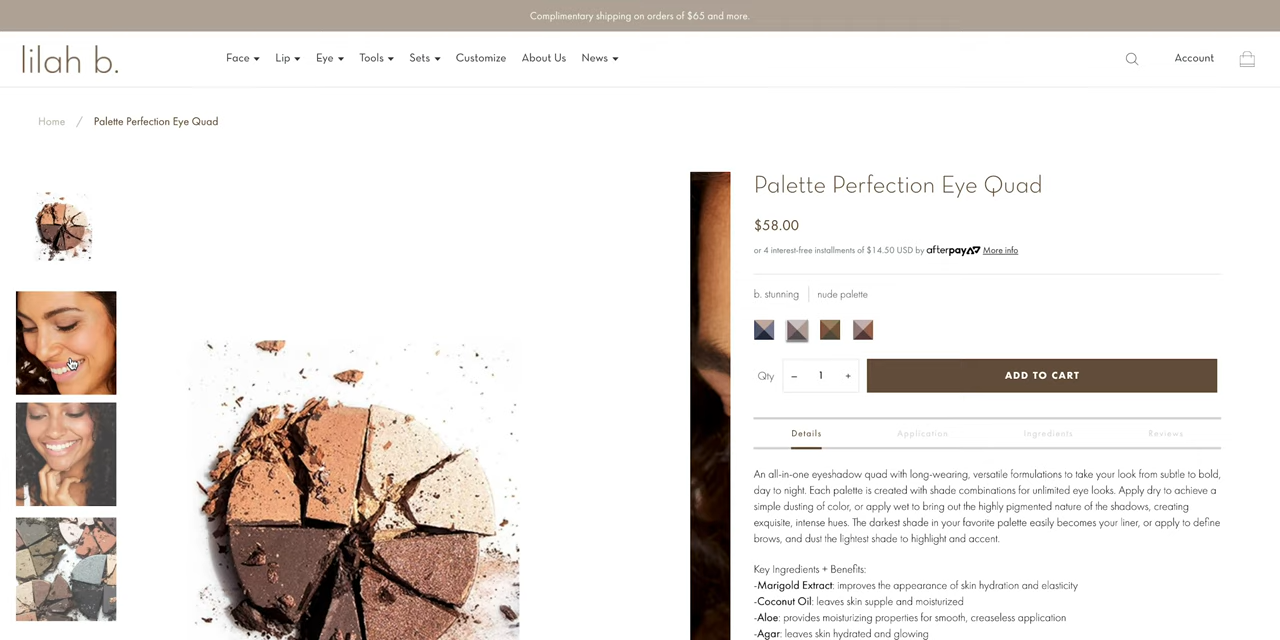 Complimentary shipping on orders of $65 and more.
lilah b.
Face
Lip
Eye
Tools
Sets
Customize
About Us
News
Account
Home / Palette Perfection Eye Quad
Palette Perfection Eye Quad
$58.00
or 4 interest-free installments of $14.50 USD by afterpay More info
b. stunning | nude palette
Qty − 1 +
ADD TO CART
Details
Application
Ingredients
Reviews
An all-in-one eyeshadow quad with long-wearing, versatile formulations to take your look from subtle to bold,
day to night. Each palette is created with shade combinations for unlimited eye looks. Apply dry to achieve a
simple dusting of color, or apply wet to bring out the highly pigmented nature of the shadows, creating
exquisite, intense hues. The darkest shade in your favorite palette easily becomes your liner, or apply to define
brows, and dust the lightest shade to highlight and accent.
Key Ingredients + Benefits:
-Marigold Extract: improves the appearance of skin hydration and elasticity
-Coconut Oil: leaves skin supple and moisturized
-Aloe: provides moisturizing properties for smooth, creaseless application
-Agar: leaves skin hydrated and glowing